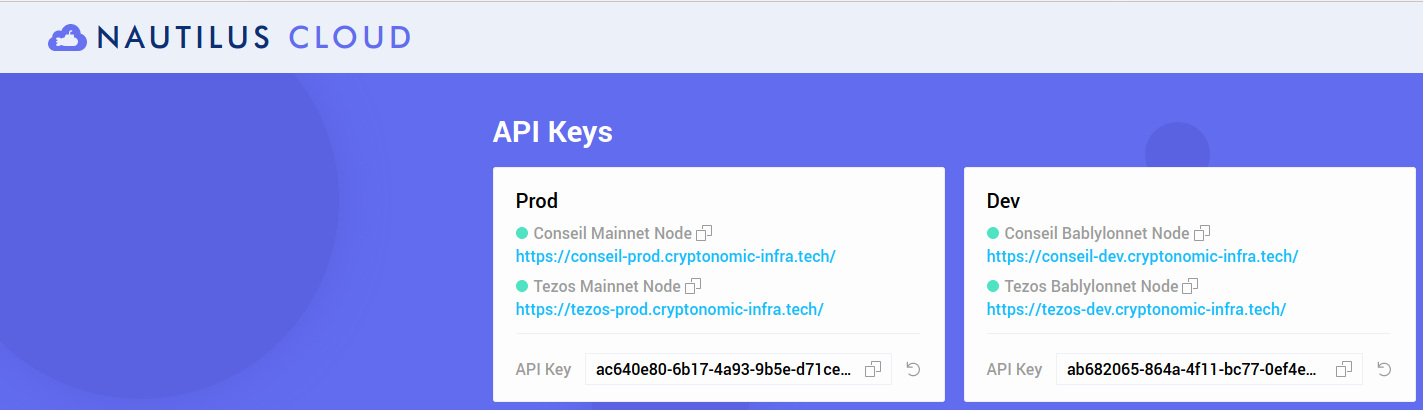 NAUTILUS CLOUD
API Keys
Prod
Conseil Mainnet Node
https://conseil-prod.cryptonomic-infra.tech/
Tezos Mainnet Node
https://tezos-prod.cryptonomic-infra.tech/
API Key ac640e80-6b17-4a93-9b5e-d71ce...
Dev
Conseil Bablylonnet Node
https://conseil-dev.cryptonomic-infra.tech/
Tezos Bablylonnet Node
https://tezos-dev.cryptonomic-infra.tech/
API Key ab682065-864a-4f11-bc77-0ef4e...